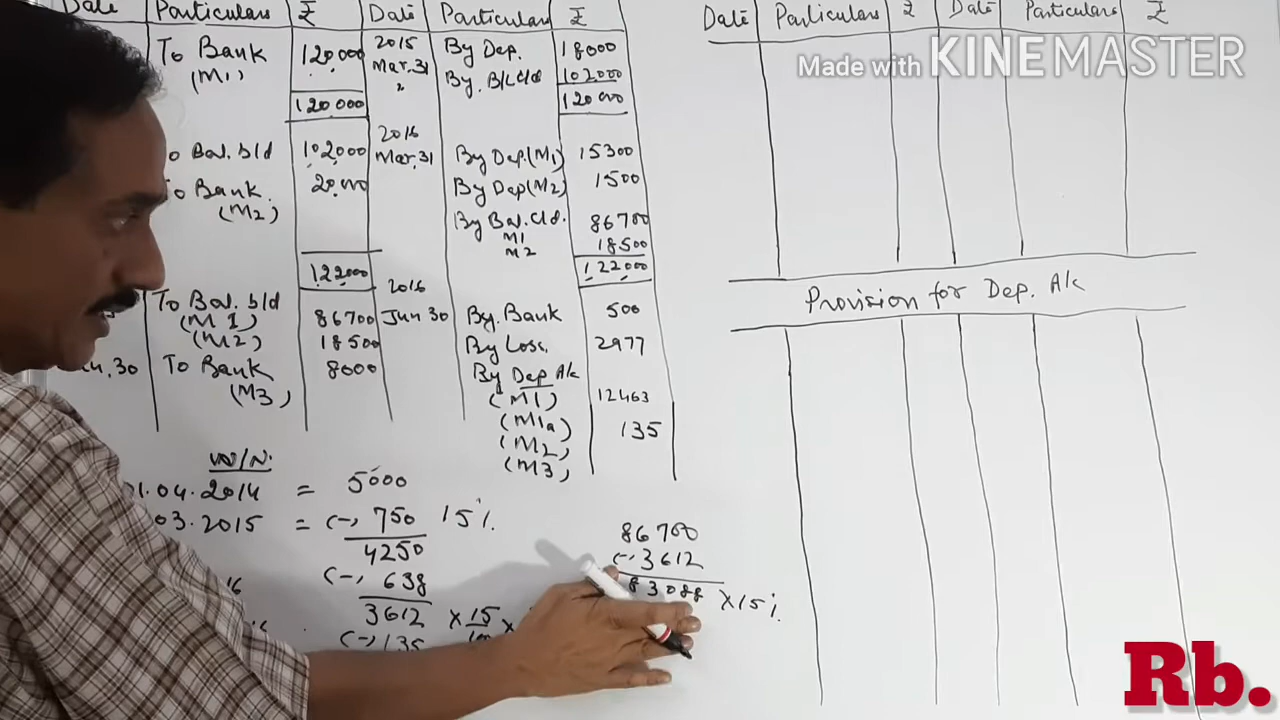 Date Particulars ₹ Date Particulars ₹
To Bank 120000 2015 By Dep. 18000
(M1) Mar.31 By B/L c/d 102000
120000 120000
2016
To Bal. b/d 102000 Mar,31 By Dep.(M1) 15300
To Bank. 20000 By Dep(M2) 1500
(M2) By Bal. c/d. 86700
M1
M2 18500
122000 122000
2016
To Bal. b/d Jun 30 By. Bank 500
(M1) 86700
(M2) 18500 By Loss. 2977
Jun,30 To Bank 8000 By Dep A/c
(M3) (M1) 12463
(M1a) 135
(M2)
(M3)
W/N.
01.04.2014 = 5000
03.2015 = (-) 750 15%
4250
(-) 638
3612 × 15
(-) 135
86700
(-) 3612
83088 × 15%
Date Particulars ₹ Date Particulars ₹
Provision for Dep. A/c
Made with KINEMASTER
Rb.